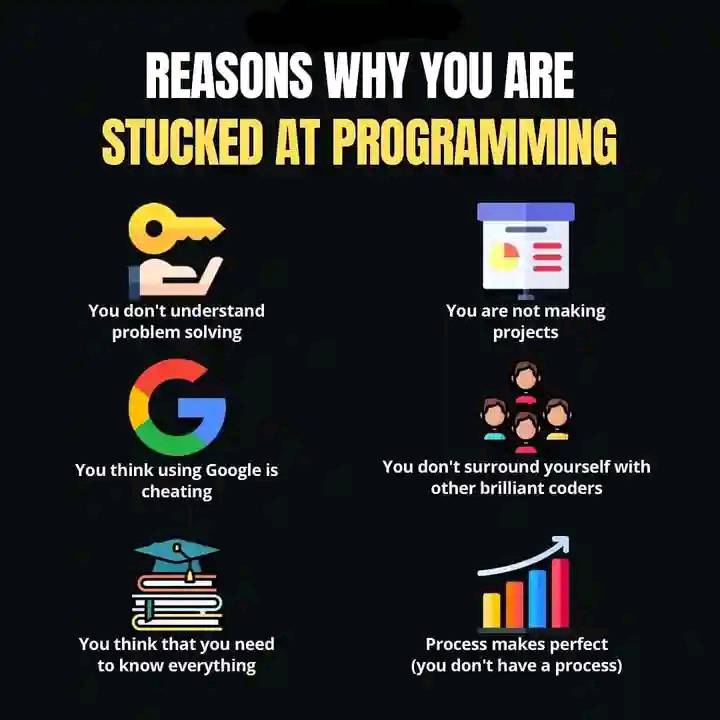 REASONS WHY YOU ARE
STUCKED AT PROGRAMMING
You don't understand
problem solving
You are not making
projects
You think using Google is
cheating
You don't surround yourself with
other brilliant coders
You think that you need
to know everything
Process makes perfect
(you don't have a process)